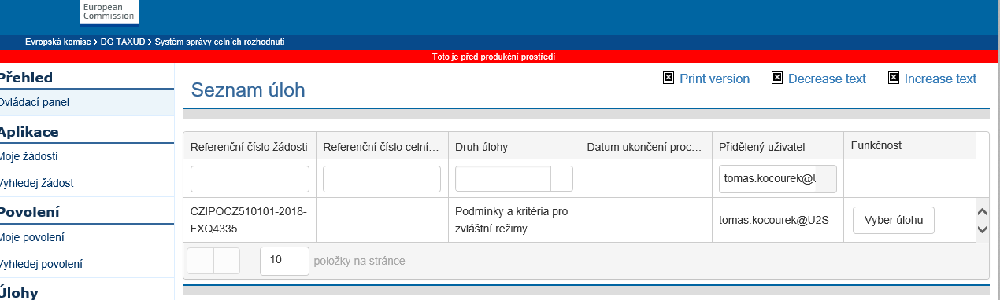 European
Commission
Evropská komise > DG TAXUD > Systém správy celních rozhodnutí
Toto je před produkční prostředí
Přehled
Ovládací panel
Aplikace
Moje žádosti
Vyhledej žádost
Povolení
Moje povolení
Vyhledej povolení
Úlohy
Print version Decrease text Increase text
Seznam úloh
Referenční číslo žádosti Referenční číslo celní… Druh úlohy Datum ukončení proc… Přidělený uživatel Funkčnost
tomas.kocourek@U
CZIPOCZ510101-2018-
FXQ4335
Podmínky a kritéria pro
zvláštní režimy
tomas.kocourek@U2S
Vyber úlohu
10 položky na stránce